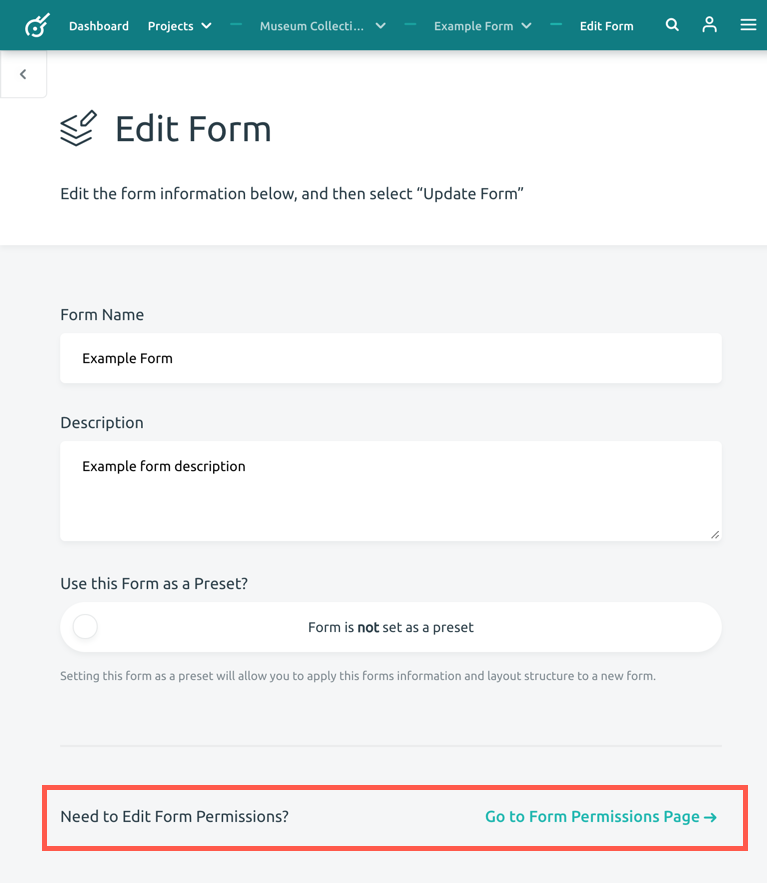 Dashboard Projects Museum Collecti... Example Form Edit Form
Edit Form
Edit the form information below, and then select “Update Form”
Form Name
Example Form
Description
Example form description
Use this Form as a Preset?
Form is not set as a preset
Setting this form as a preset will allow you to apply this forms information and layout structure to a new form.
Need to Edit Form Permissions? Go to Form Permissions Page →